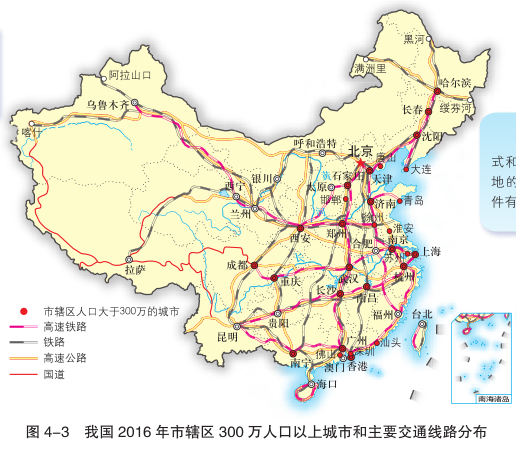 黑河
满洲里
哈尔滨
绥芬河
阿拉山口
乌鲁木齐
长春
喀什
沈阳
呼和浩特
北京
唐山
大连
式和
银川
天津
石家庄
太原
西宁
地的
邯郸
济南
青岛
件有
兰州
徐州
郑州
淮安
西安
合肥
南京
上海
苏州
拉萨
成都
杭州
武汉
重庆
南昌
长沙
市辖区人口大于300万的城市
高速铁路
贵阳
福州
台北
铁路
昆明
广州
汕头
高速公路
佛山
深圳
南宁
澳门
香港
国道
海口
南海诸岛
图 4-3 我国 2016 年市辖区 300 万人口以上城市和主要交通线路分布